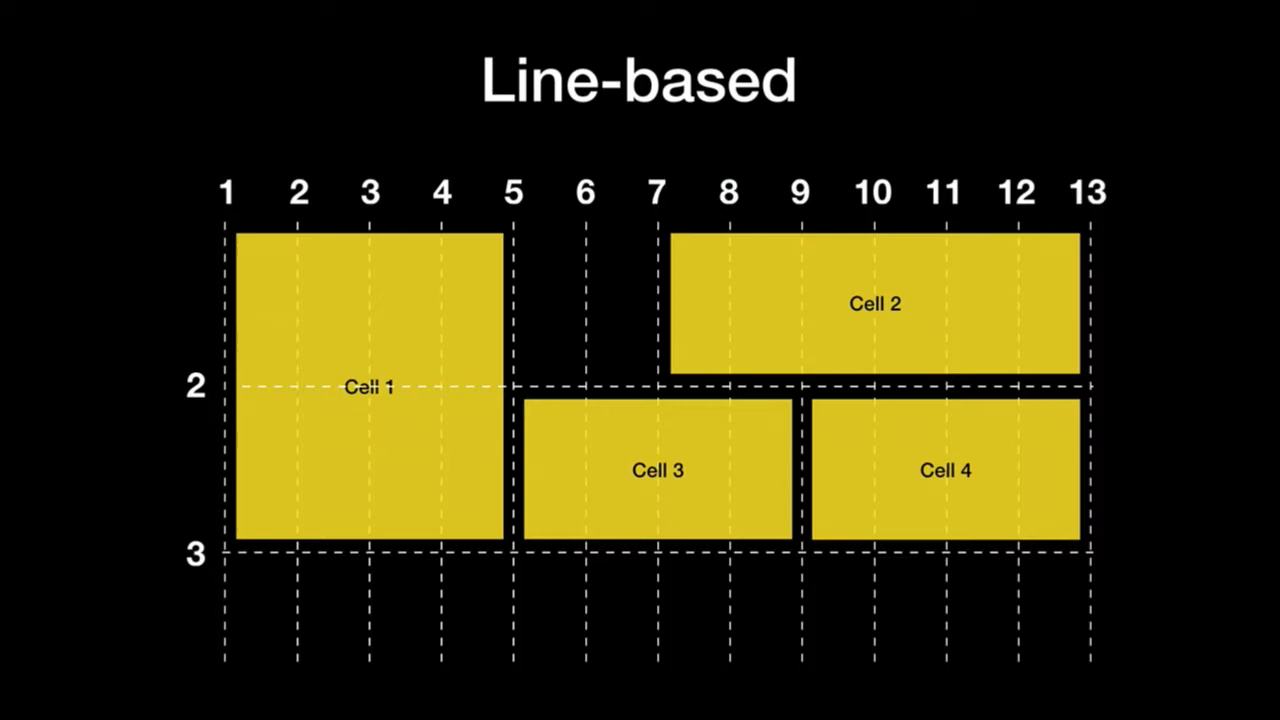 Line-based
1 2 3 4 5 6 7 8 9 10 11 12 13
Cell 2
2
Cell 1
Cell 3
Cell 4
3